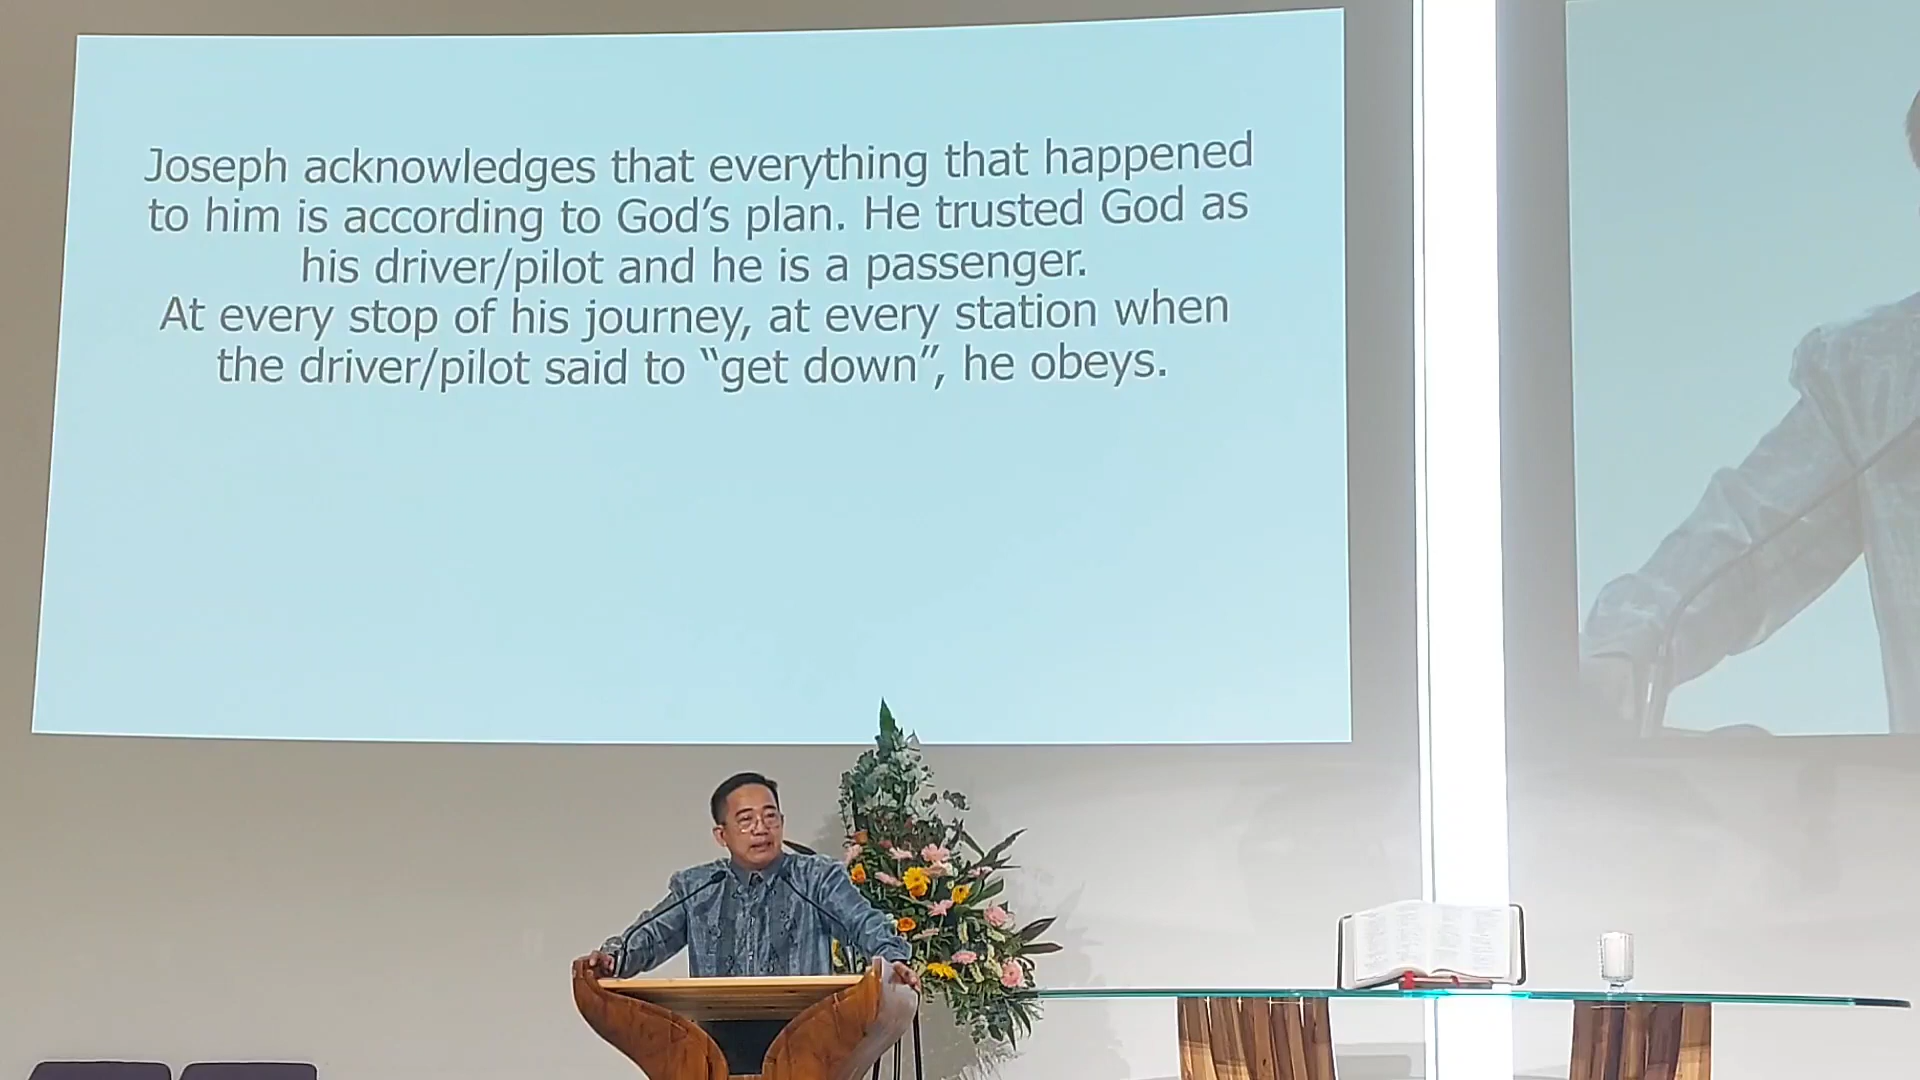 Joseph acknowledges that everything that happened
to him is according to God's plan. He trusted God as
his driver/pilot and he is a passenger.
At every stop of his journey, at every station when
the driver/pilot said to “get down”, he obeys.